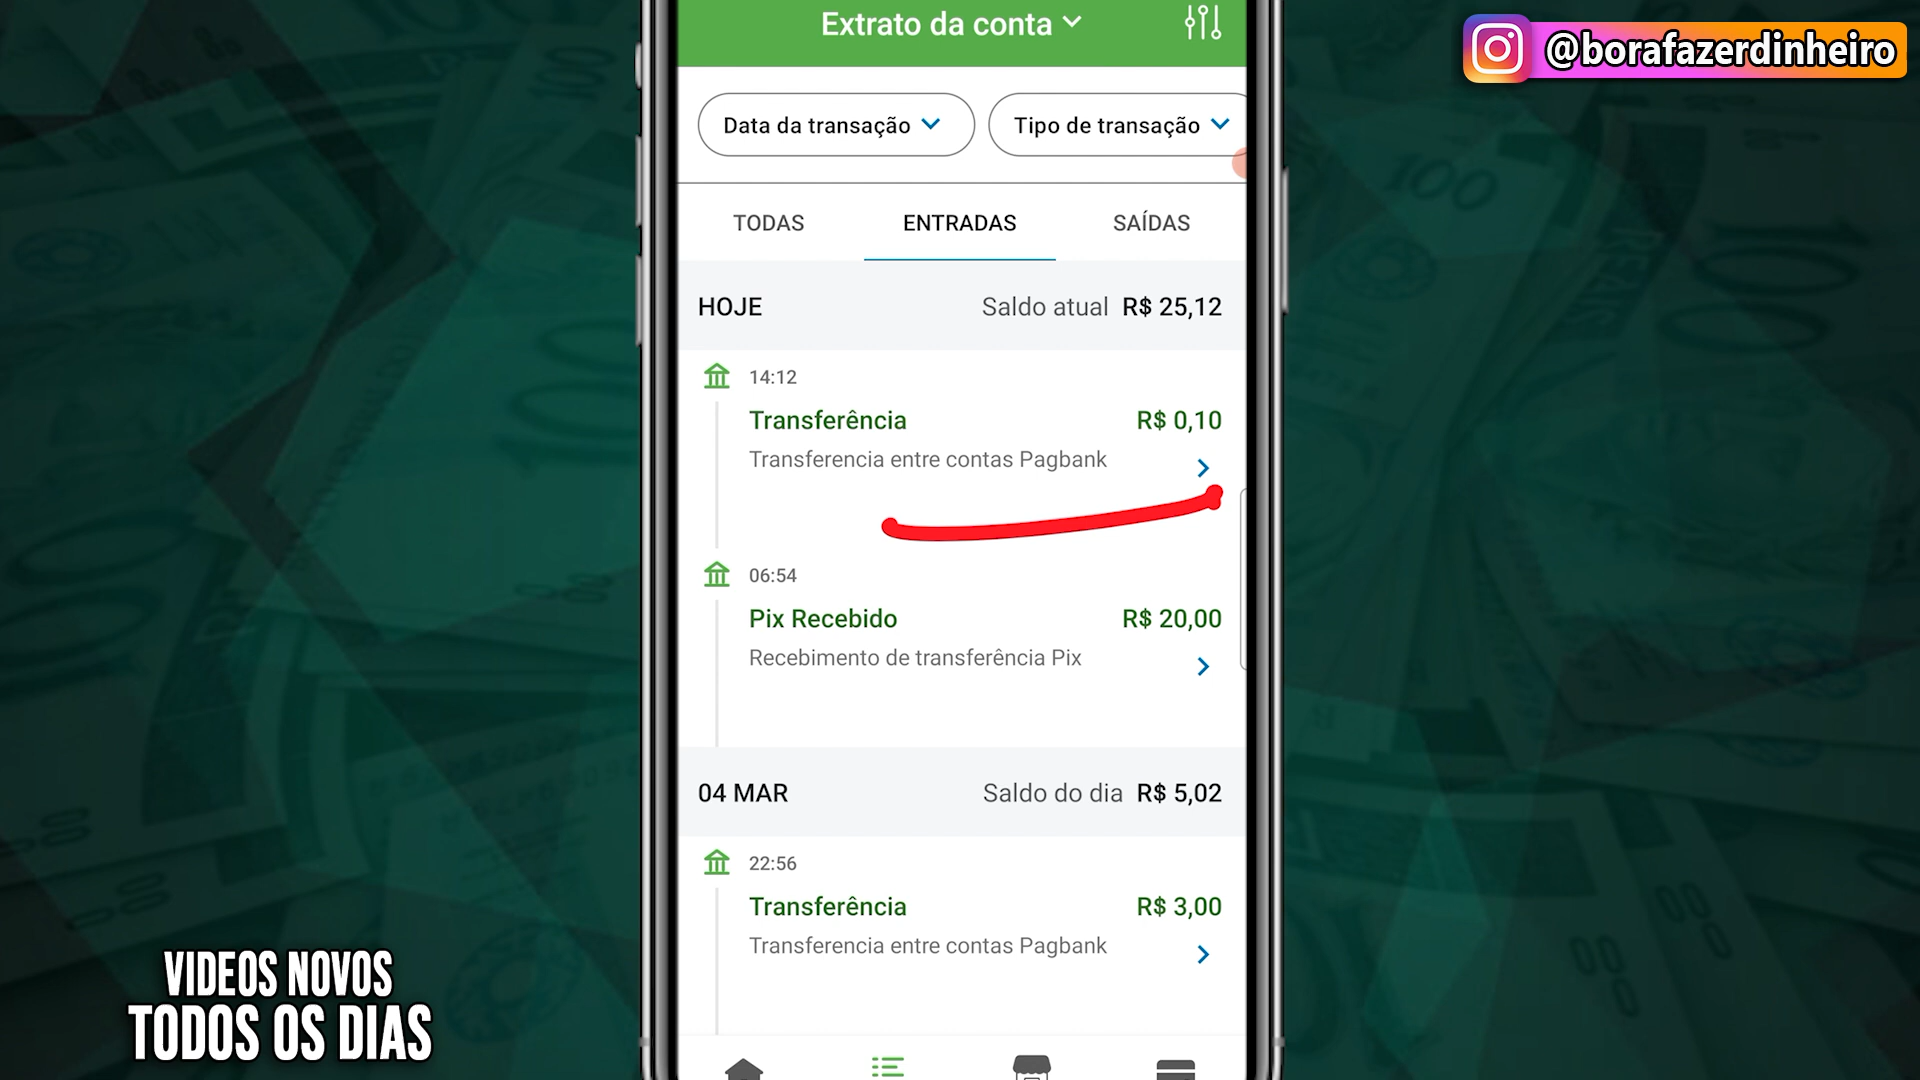 Extrato da conta
@borafazerdinheiro
Data da transação
Tipo de transação
TODAS
ENTRADAS
SAÍDAS
HOJE
Saldo atual R$ 25,12
14:12
Transferência
R$ 0,10
Transferencia entre contas Pagbank
06:54
Pix Recebido
R$ 20,00
Recebimento de transferência Pix
04 MAR
Saldo do dia R$ 5,02
22:56
Transferência
R$ 3,00
Transferencia entre contas Pagbank
VIDEOS NOVOS
TODOS OS DIAS
100